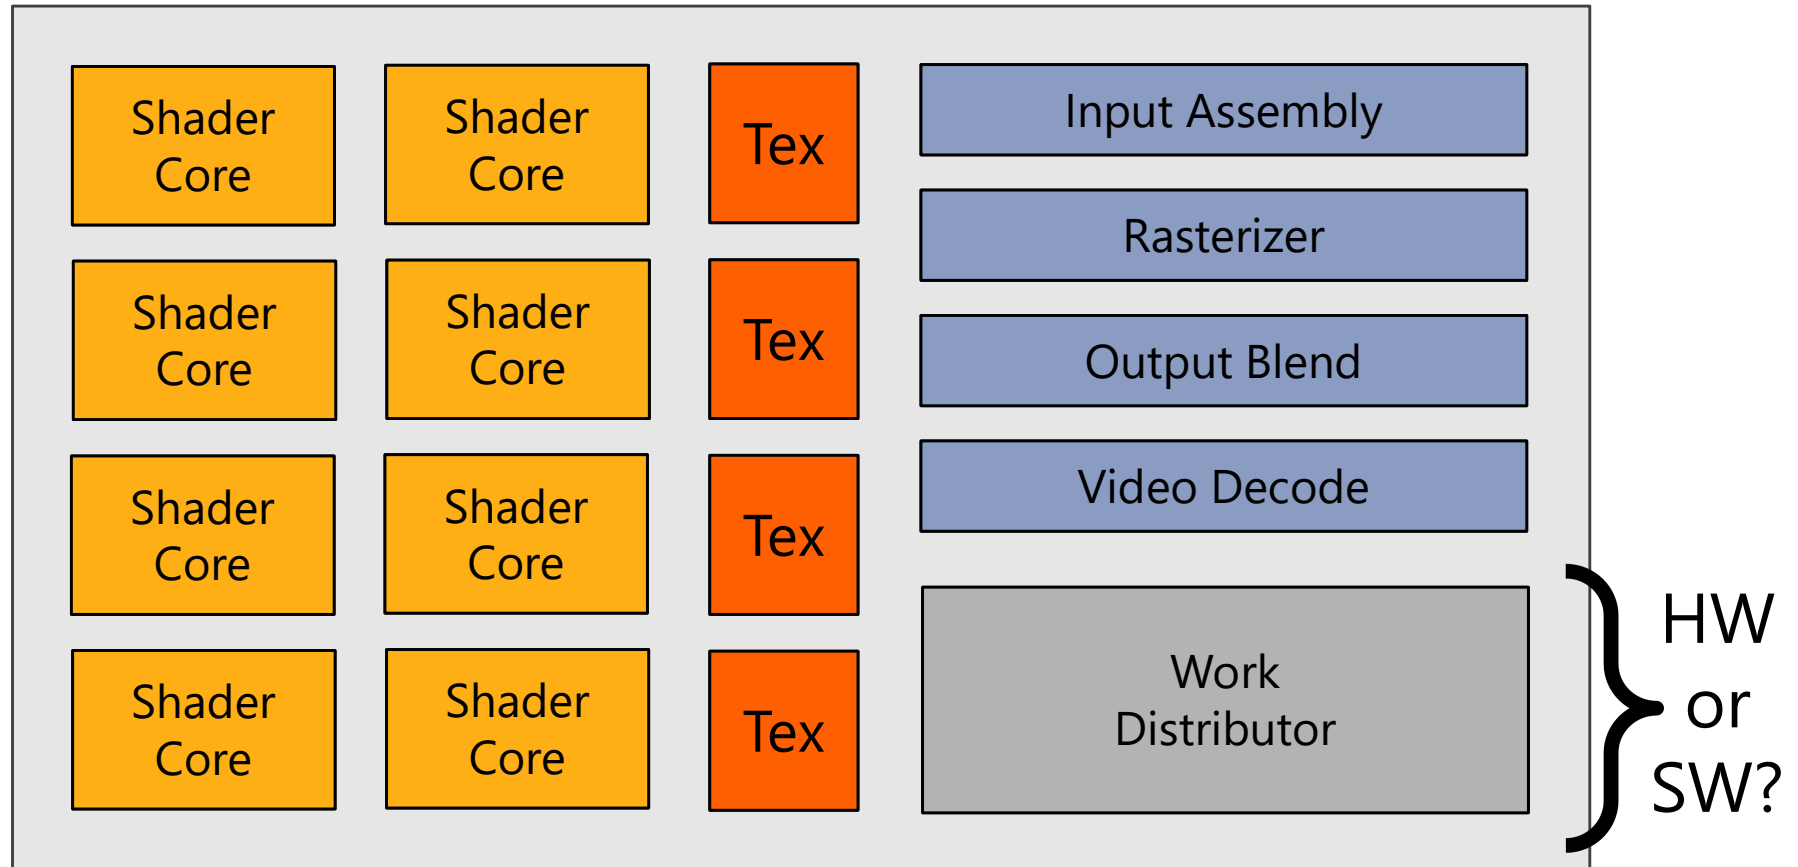 Shader
Core
Shader
Core
Tex
Input Assembly
Shader
Core
Shader
Core
Tex
Rasterizer
Output Blend
Shader
Core
Shader
Core
Tex
Video Decode
Shader
Core
Shader
Core
Tex
Work
Distributor
HW
or
SW?